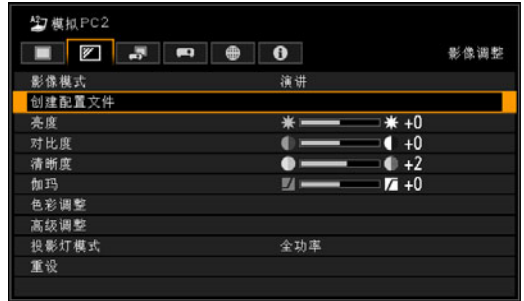 模拟PC2
影像调整
影像模式 演讲
创建配置文件
亮度 +0
对比度 +0
清晰度 +2
伽玛 +0
色彩调整
高级调整
投影灯模式 全功率
重设